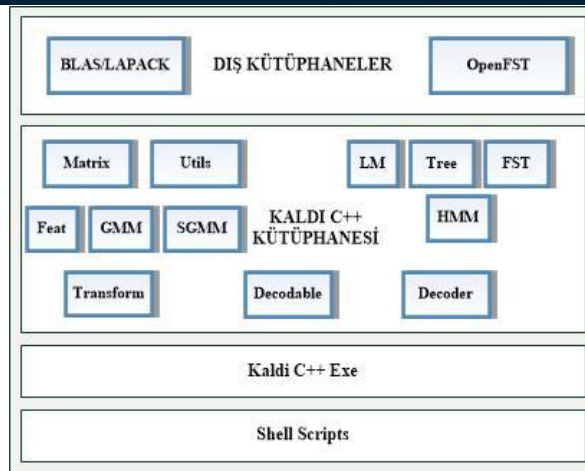 BLAS/LAPACK DIŞ KÜTÜPHANELER OpenFST
Matrix Utils LM Tree FST
Feat GMM SGMM KALDI C++ KÜTÜPHANESİ HMM
Transform Decodable Decoder
Kaldi C++ Exe
Shell Scripts